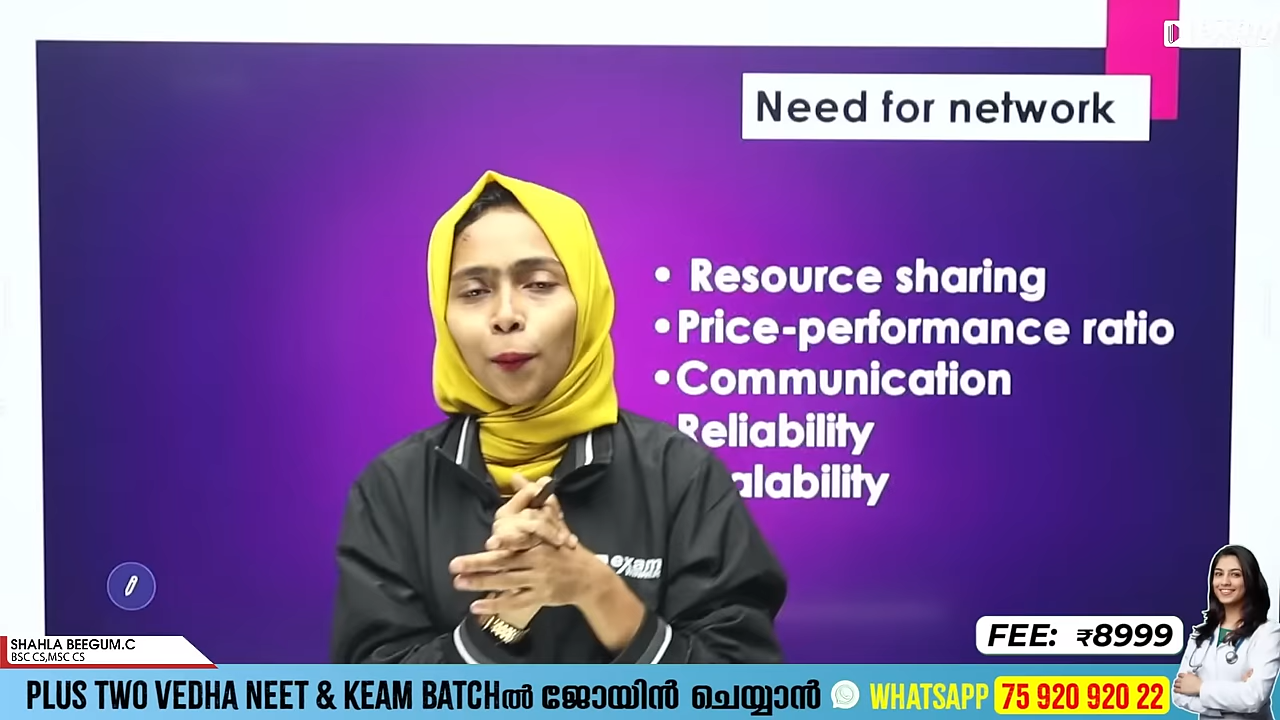 Need for network
• Resource sharing
• Price-performance ratio
• Communication
Reliability
alability
exam
FEE: ₹8999
SHAHLA BEEGUM.C
BSC CS,MSC CS
PLUS TWO VEDHA NEET & KEAM BATCHൽ ജോയിൻ ചെയ്യാൻ WHATSAPP 75 920 920 22